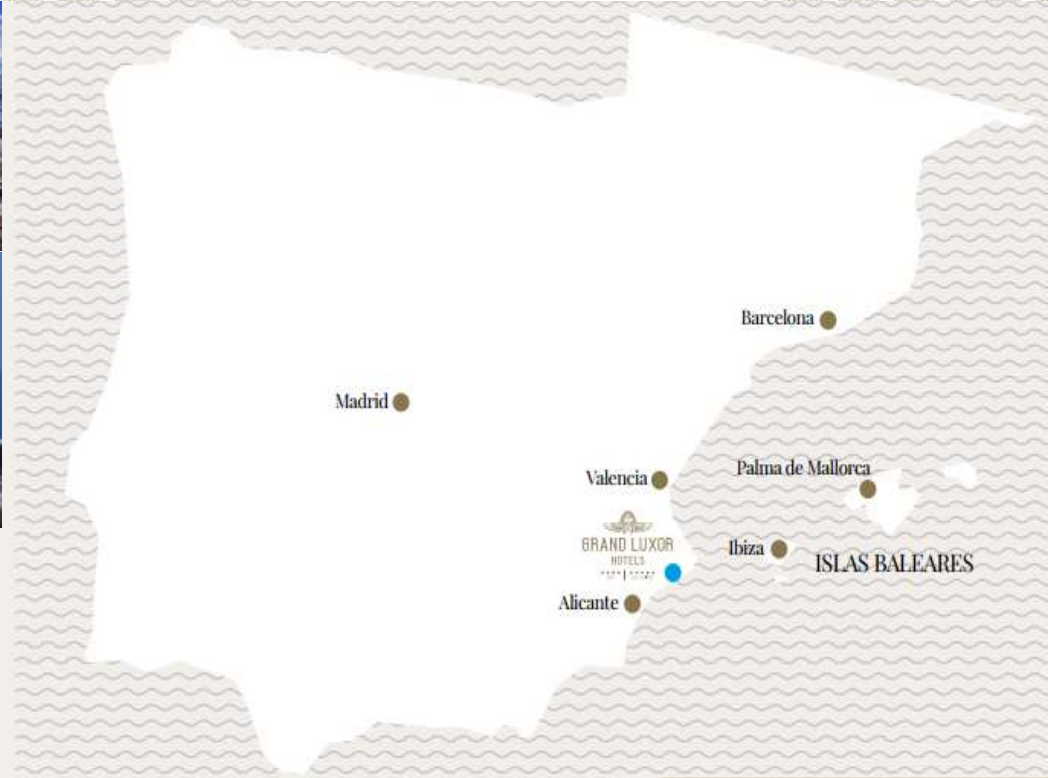 Barcelona
Madrid
Palma de Mallorca
Valencia
GRAND LUXOR
HOTELS
Ibiza
ISLAS BALEARES
Alicante